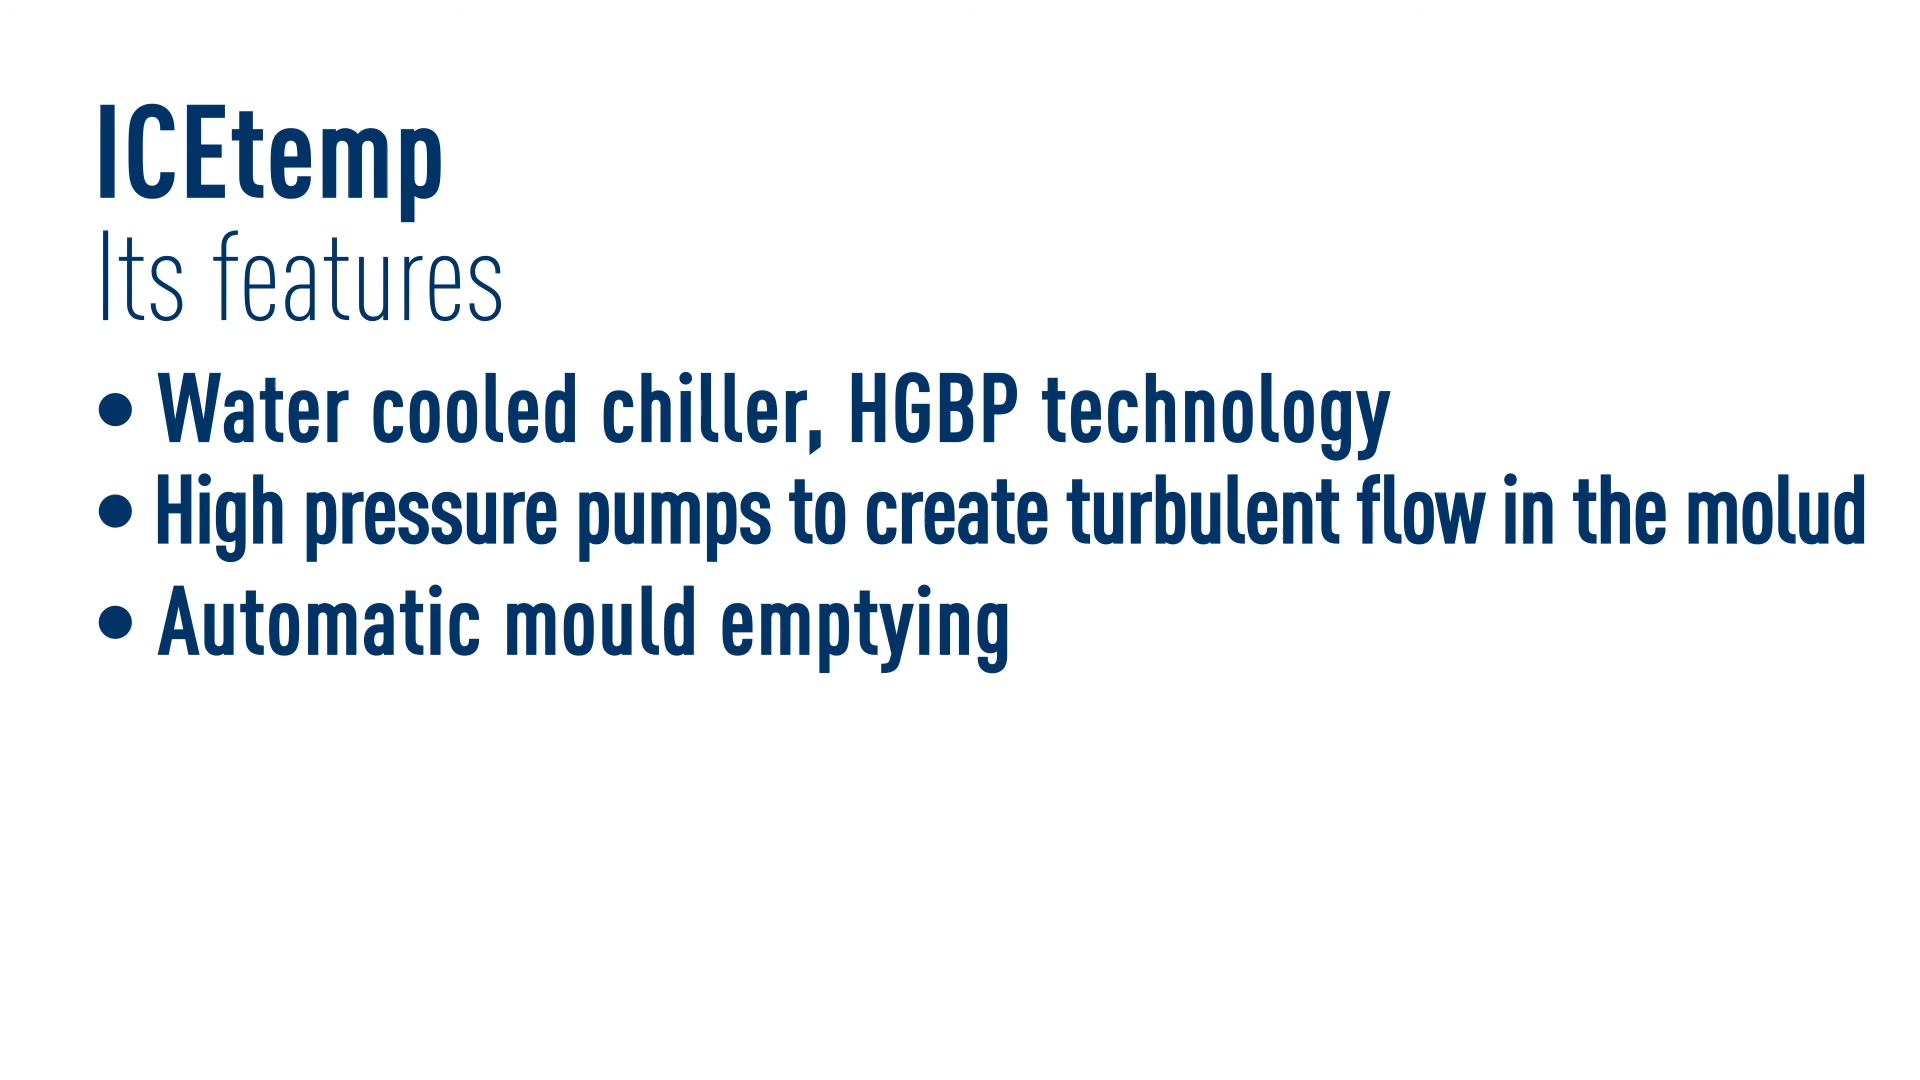 ICEtemp
Its features
• Water cooled chiller, HGBP technology
• High pressure pumps to create turbulent flow in the molud
• Automatic mould emptying